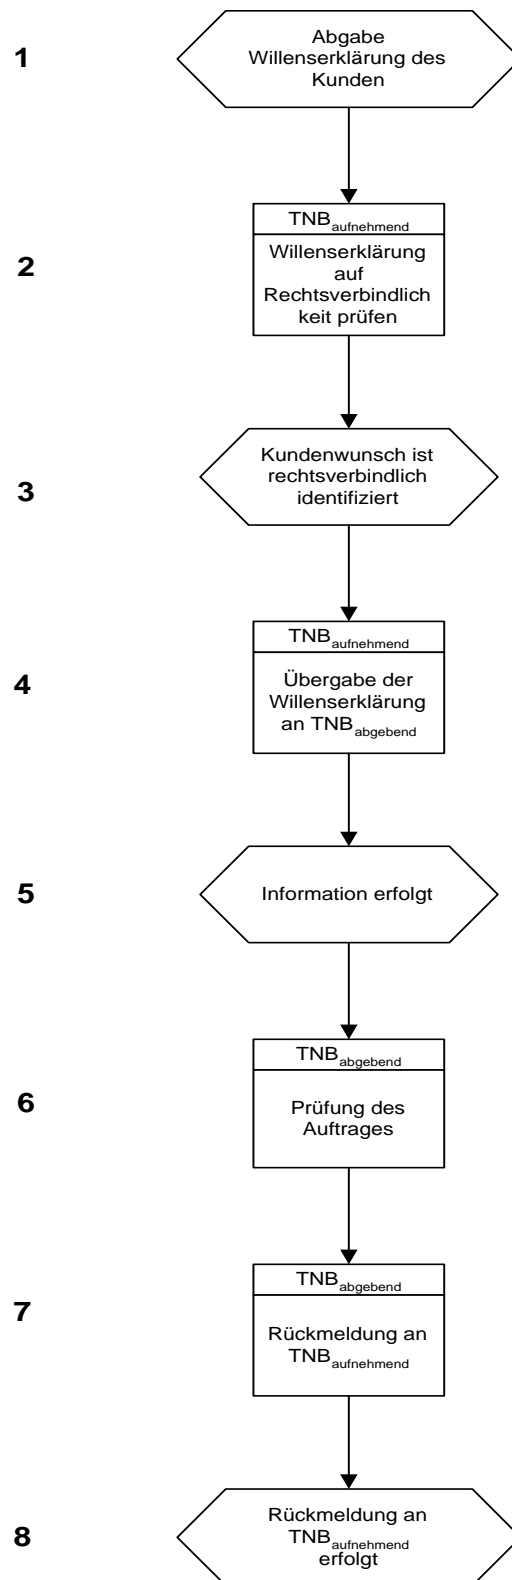 1
Abgabe
Willenserklärung des
Kunden
2
TNBaufnehmend
Willenserklärung
auf
Rechtsverbindlich
keit prüfen
3
Kundenwunsch ist
rechtsverbindlich
identifiziert
4
TNBaufnehmend
Übergabe der
Willenserklärung
an TNBabgebend
5
Information erfolgt
6
TNBabgebend
Prüfung des
Auftrages
7
TNBabgebend
Rückmeldung an
TNBaufnehmend
8
Rückmeldung an
TNBaufnehmend
erfolgt